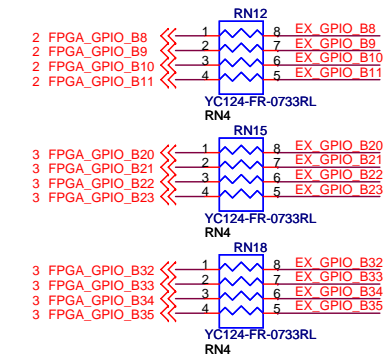 RN12
2 FPGA_GPIO_B8 1 8 EX_GPIO_B8
2 FPGA_GPIO_B9 2 7 EX_GPIO_B9
2 FPGA_GPIO_B10 3 6 EX_GPIO_B10
2 FPGA_GPIO_B11 4 5 EX_GPIO_B11
YC124-FR-0733RL
RN4
RN15
3 FPGA_GPIO_B20 1 8 EX_GPIO_B20
3 FPGA_GPIO_B21 2 7 EX_GPIO_B21
3 FPGA_GPIO_B22 3 6 EX_GPIO_B22
3 FPGA_GPIO_B23 4 5 EX_GPIO_B23
YC124-FR-0733RL
RN4
RN18
3 FPGA_GPIO_B32 1 8 EX_GPIO_B32
3 FPGA_GPIO_B33 2 7 EX_GPIO_B33
3 FPGA_GPIO_B34 3 6 EX_GPIO_B34
3 FPGA_GPIO_B35 4 5 EX_GPIO_B35
YC124-FR-0733RL
RN4